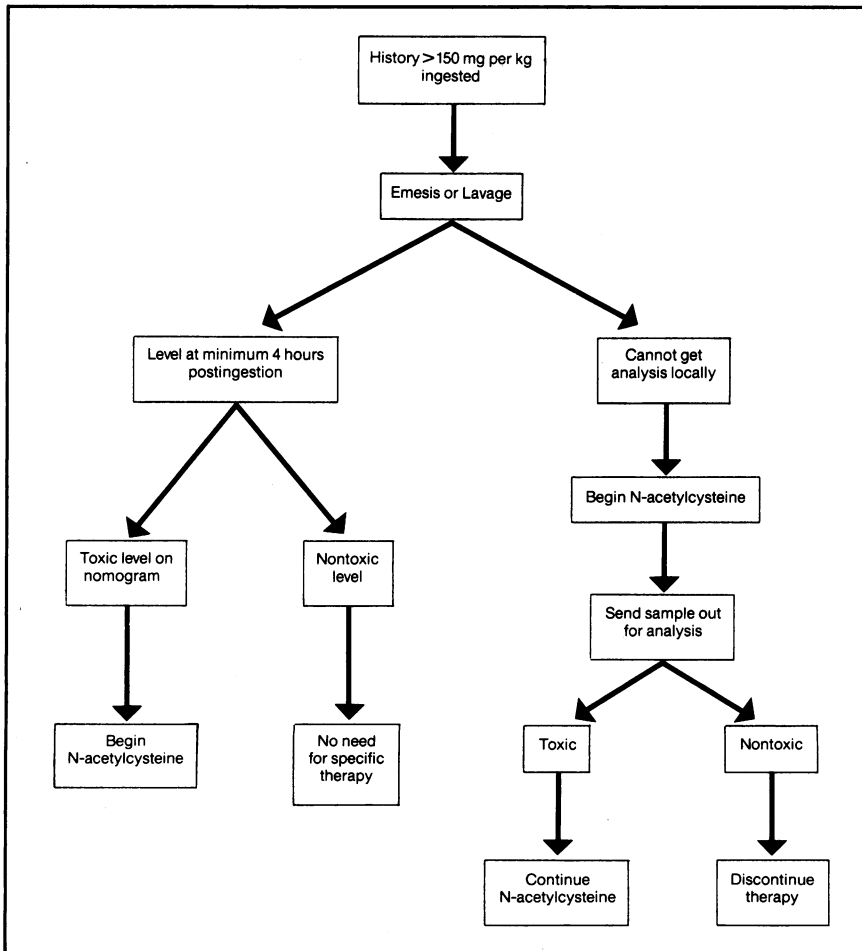 History >150 mg per kg
ingested
Emesis or Lavage
Level at minimum 4 hours
postingestion
Cannot get
analysis locally
Begin N-acetylcysteine
Toxic level on
nomogram
Nontoxic
level
Send sample out
for analysis
Begin
N-acetylcysteine
No need
for specific
therapy
Toxic
Nontoxic
Continue
N-acetylcysteine
Discontinue
therapy